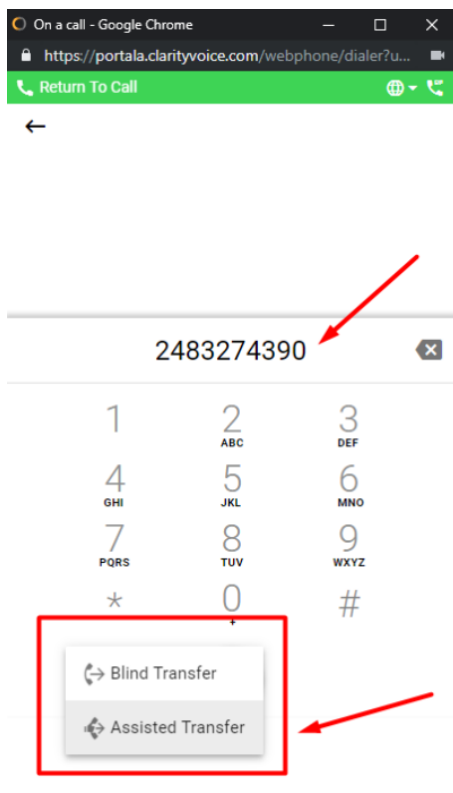 On a call - Google Chrome
https://portala.clarityvoice.com/webphone/dialer?u...
Return To Call
2483274390
1 2 3
ABC DEF
4 5 6
GHI JKL MNO
7 8 9
PQRS TUV WXYZ
* 0 #
+
Blind Transfer
Assisted Transfer